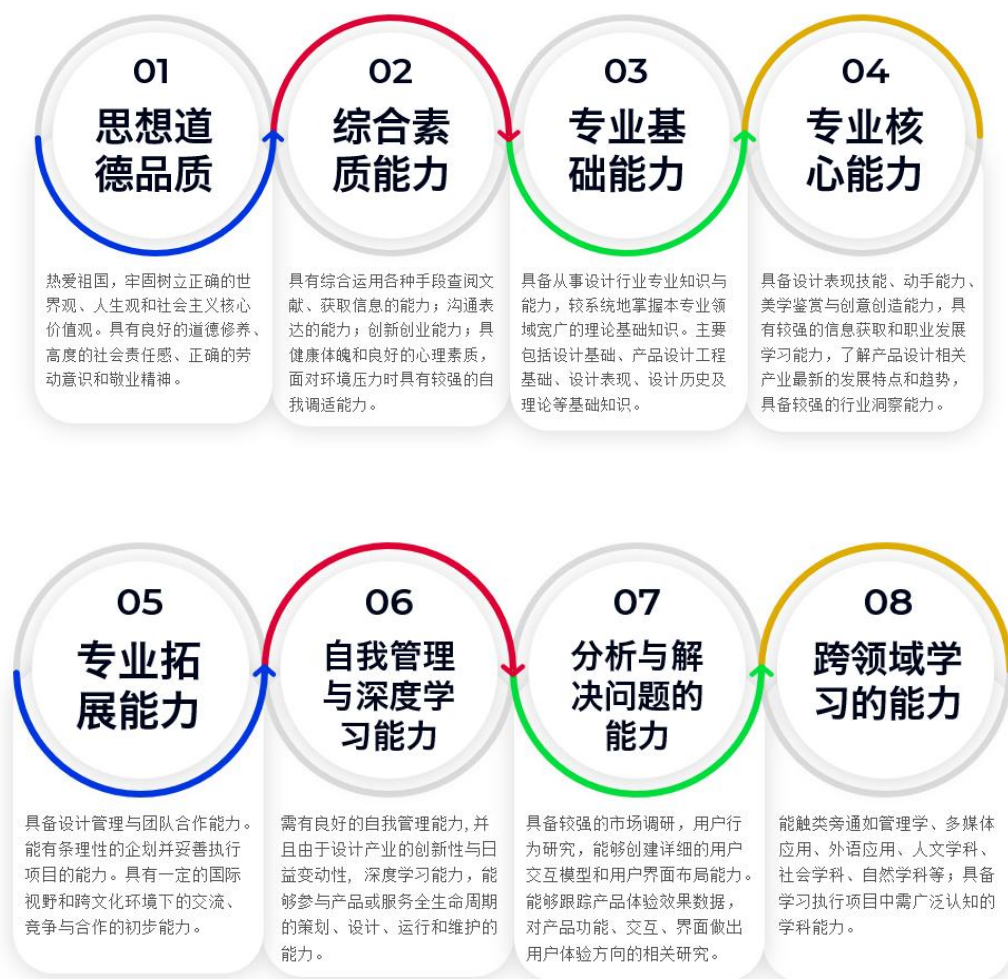 01
思想道
德品质
热爱祖国，牢固树立正确的世
界观、人生观和社会主义核心
价值观。具有良好的道德修养、
高度的社会责任感、正确的劳
动意识和敬业精神。
02
综合素
质能力
具有综合运用各种手段查阅文
献、获取信息的能力；沟通表
达的能力；创新创业能力；具
健康体魄和良好的心理素质，
面对环境压力时具有较强的自
我调适能力。
03
专业基
础能力
具备从事设计行业专业知识与
能力，较系统地掌握本专业领
域宽广的理论基础知识。主要
包括设计基础、产品设计工程
基础、设计表现、设计历史及
理论等基础知识。
04
专业核
心能力
具备设计表现技能、动手能力、
美学鉴赏与创意创造能力，具
有较强的信息获取和职业发展
学习能力，了解产品设计相关
产业最新的发展特点和趋势，
具备较强的行业洞察能力。
05
专业拓
展能力
具备设计管理与团队合作能力。
能有条理性的企划并妥善执行
项目的能力。具有一定的国际
视野和跨文化环境下的交流、
竞争与合作的初步能力。
06
自我管理
与深度学
习能力
需有良好的自我管理能力,并
且由于设计产业的创新性与日
益变动性，深度学习能力，能
够参与产品或服务全生命周期
的策划、设计、运行和维护的
能力。
07
分析与解
决问题的
能力
具备较强的市场调研，用户行
为研究，能够创建详细的用户
交互模型和用户界面布局能力。
能够跟踪产品体验效果数据，
对产品功能、交互、界面做出
用户体验方向的相关研究。
08
跨领域学
习的能力
能触类旁通如管理学、多媒体
应用、外语应用、人文学科、
社会学科、自然学科等；具备
学习执行项目中需广泛认知的
学科能力。